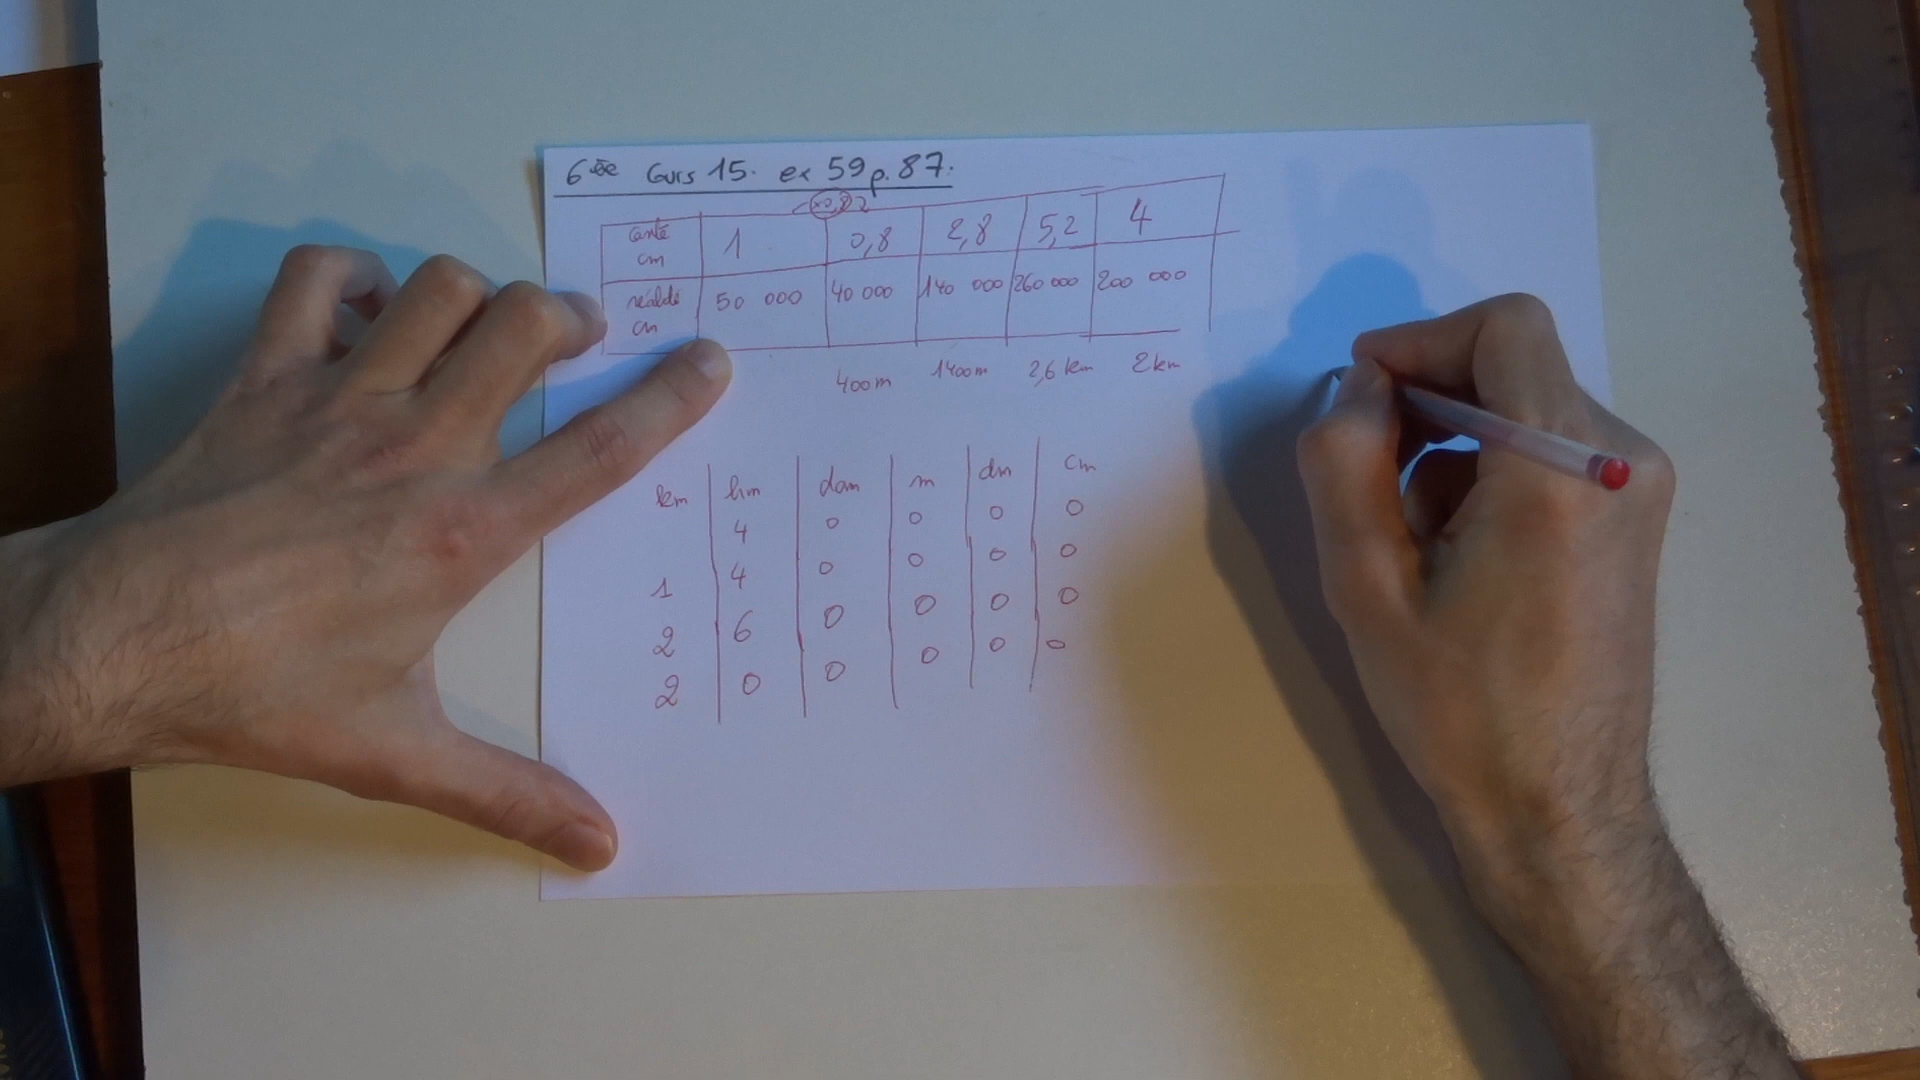 6ème Cours 15. ex 59 p. 87.
×0,8
carte cm 1 0,8 2,8 5,2 4
réalité cm 50 000 40 000 140 000 260 000 200 000
400m 1400m 2,6 km 2km
km hm dam m dm cm
4 0 0 0 0
1 4 0 0 0 0
2 6 0 0 0 0
2 0 0 0 0 0